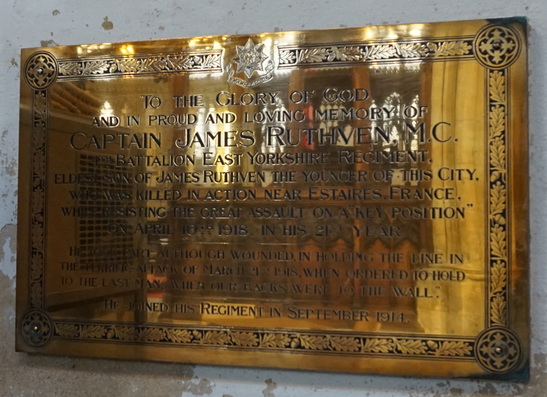 TO THE GLORY OF GOD
AND IN PROUD AND LOVING MEMORY OF
CAPTAIN JAMES RUTHVEN, M.C.
BATTALION EAST YORKSHIRE REGIMENT,
ELDEST SON OF JAMES RUTHVEN THE YOUNGER OF THIS CITY,
WHO WAS KILLED IN ACTION NEAR ESTAIRES, FRANCE,
WHILE RESISTING THE GREAT ASSAULT ON A "KEY POSITION"
ON APRIL 1918. IN HIS YEAR
ALTHOUGH WOUNDED IN HOLDING THE LINE IN
THE TERRIFIC ATTACK OF MARCH 1918, WHEN ORDERED TO HOLD
TO THE LAST MAN, WHEN OUR BACKS WERE TO THE WALL.
HE JOINED HIS REGIMENT IN SEPTEMBER 1914.